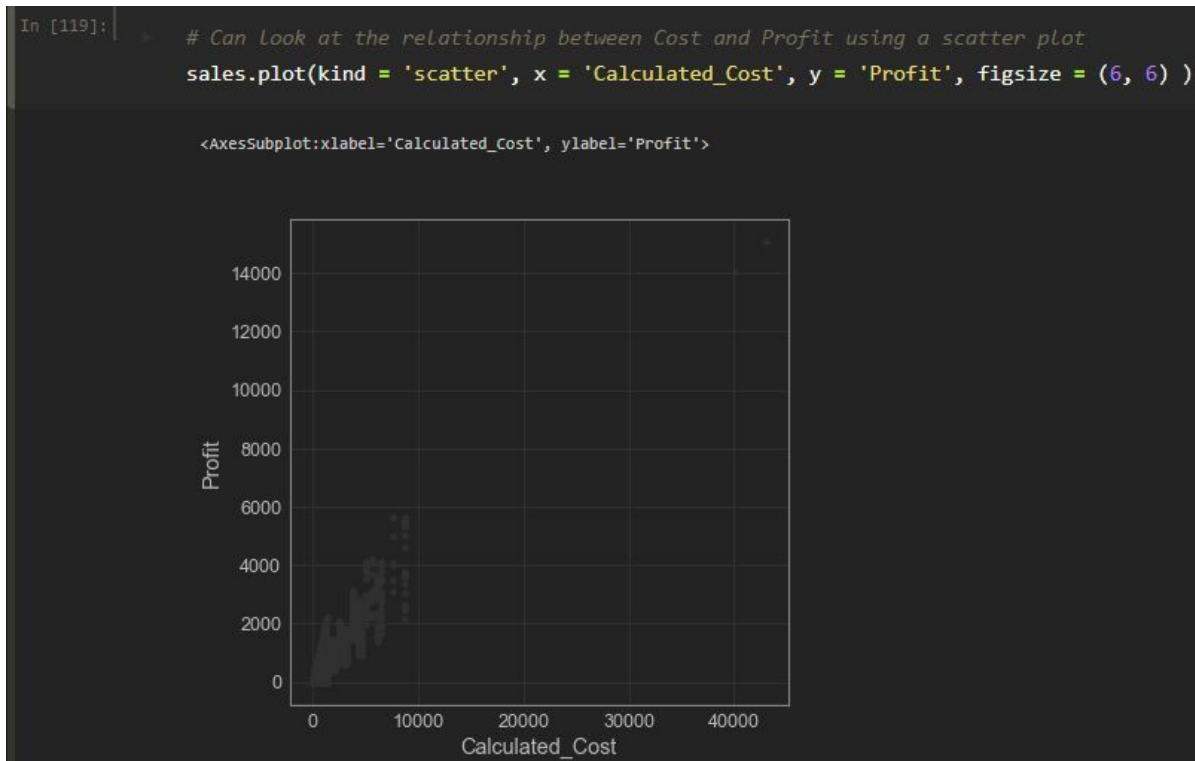 In [119]:
# Can Look at the relationship between Cost and Profit using a scatter plot
sales.plot(kind = 'scatter', x = 'Calculated_Cost', y = 'Profit', figsize = (6, 6) )
<AxesSubplot:xlabel='Calculated_Cost', ylabel='Profit'>
14000
12000
10000
8000
6000
4000
2000
0
Profit
0 10000 20000 30000 40000
Calculated_Cost